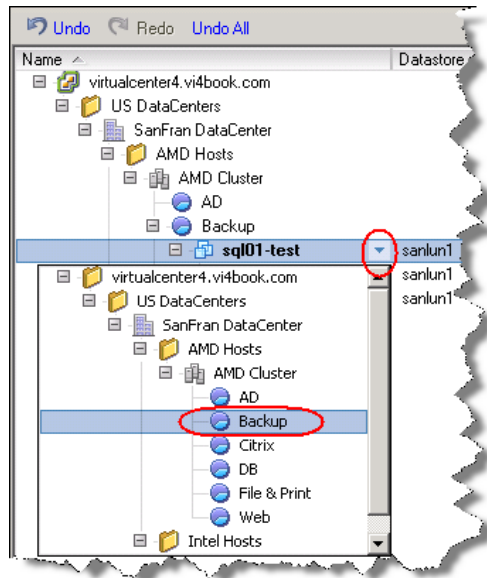 Undo Redo Undo All
Name Datastore
virtualcenter4.vi4book.com
US DataCenters
SanFran DataCenter
AMD Hosts
AMD Cluster
AD
Backup
sql01-test sanlun1
virtualcenter4.vi4book.com sanlun1
US DataCenters sanlun1
SanFran DataCenter
AMD Hosts
AMD Cluster
AD
Backup
Citrix
DB
File & Print
Web
Intel Hosts